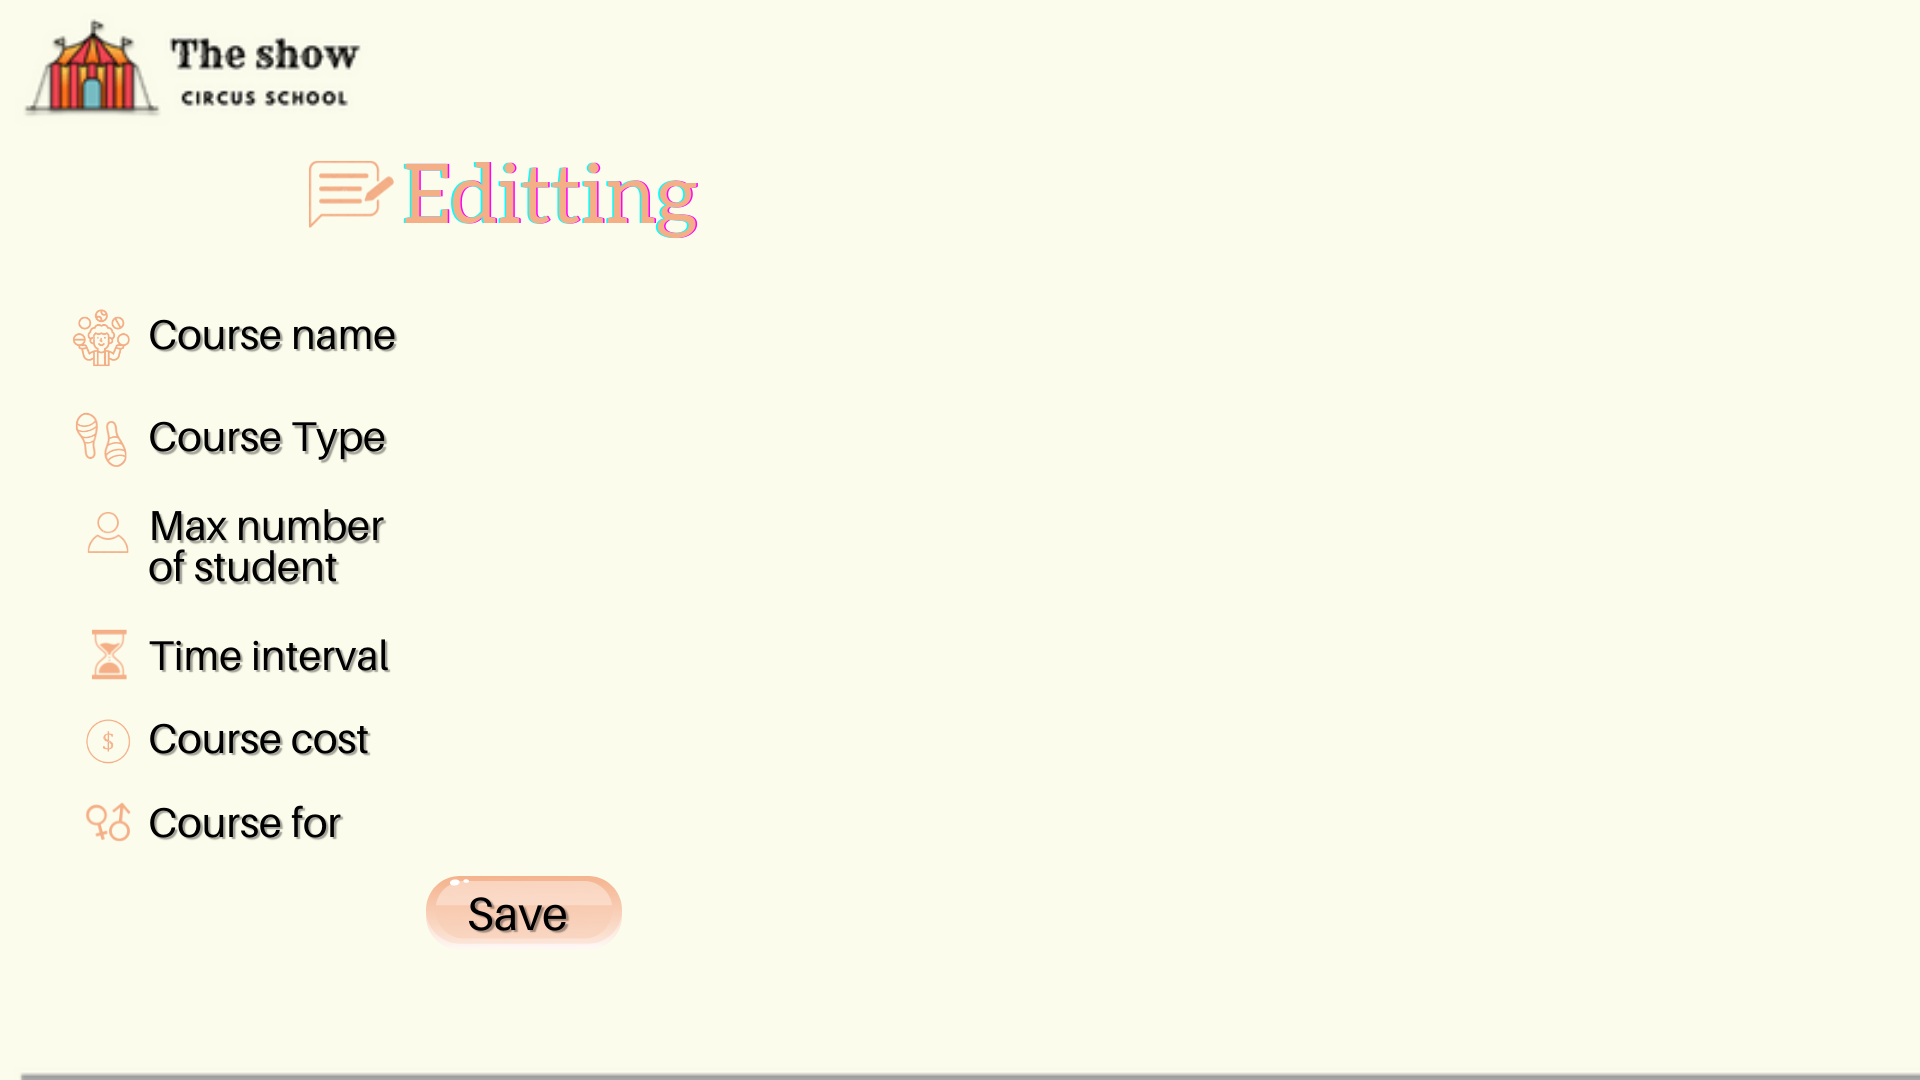 The show
CIRCUS SCHOOL
Editting
Course name
Course Type
Max number
of student
Time interval
$
Course cost
Course for
Save